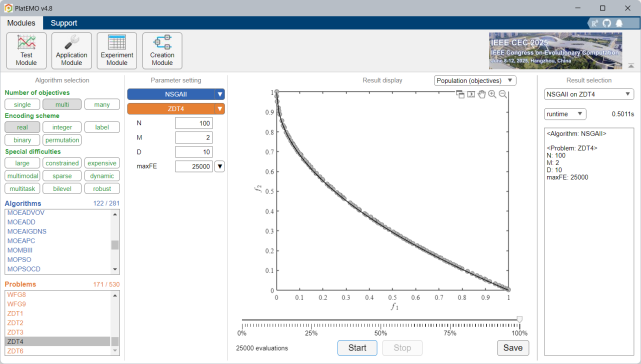 PlatEMO v4.8
Modules Support
Test Module
Application Module
Experiment Module
Creation Module
IEEE CEC 2025
IEEE Congress on Evolutionary Computation
June, 8-12, 2025, Hangzhou, China
Algorithm selection
Number of objectives
single multi many
Encoding scheme
real integer label
binary permutation
Special difficulties
large constrained expensive
multimodal sparse dynamic
multitask bilevel robust
Algorithms 122 / 281
MOEADVOV
MOEADD
MOEAIGDNS
MOEAPC
MOMBIII
MOPSO
MOPSOCD
Problems 171 / 530
WFG8
WFG9
ZDT1
ZDT2
ZDT3
ZDT4
ZDT6
Parameter setting
NSGAII
ZDT4
N 100
M 2
D 10
maxFE 25000
Result display
Population (objectives)
1
0.9
0.8
0.7
0.6
0.5
0.4
0.3
0.2
0.1
0
f2
0 0.1 0.2 0.3 0.4 0.5 0.6 0.7 0.8 0.9 1
f1
0% 25% 50% 75% 100%
25000 evaluations
Start Stop Save
Result selection
NSGAII on ZDT4
runtime 0.5011s
<Algorithm: NSGAII>
<Problem: ZDT4>
N: 100
M: 2
D: 10
maxFE: 25000